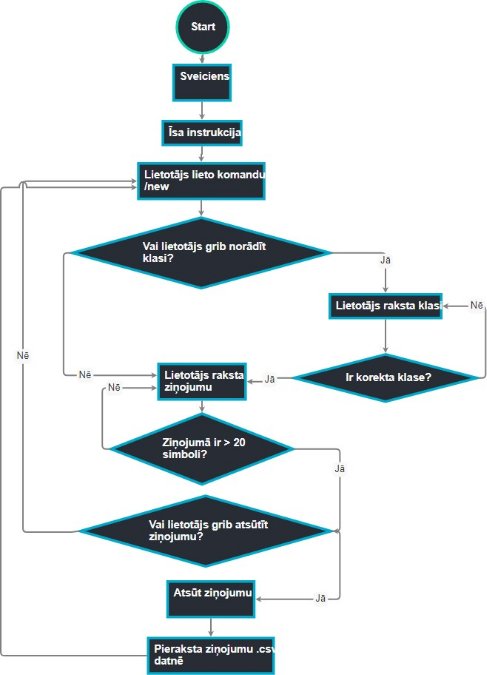 Start
Sveiciens
Īsa instrukcija
Lietotājs lieto komandu
/new
Vai lietotājs grib norādīt
klasi?
Jā
Lietotājs raksta klasi
Nē
Nē
Lietotājs raksta
ziņojumu
Nē
Nē
Jā
Ir korekta klase?
Ziņojumā ir > 20
simboli?
Jā
Vai lietotājs grib atsūtīt
ziņojumu?
Atsūt ziņojumu
Jā
Pieraksta ziņojumu .csv
datnē